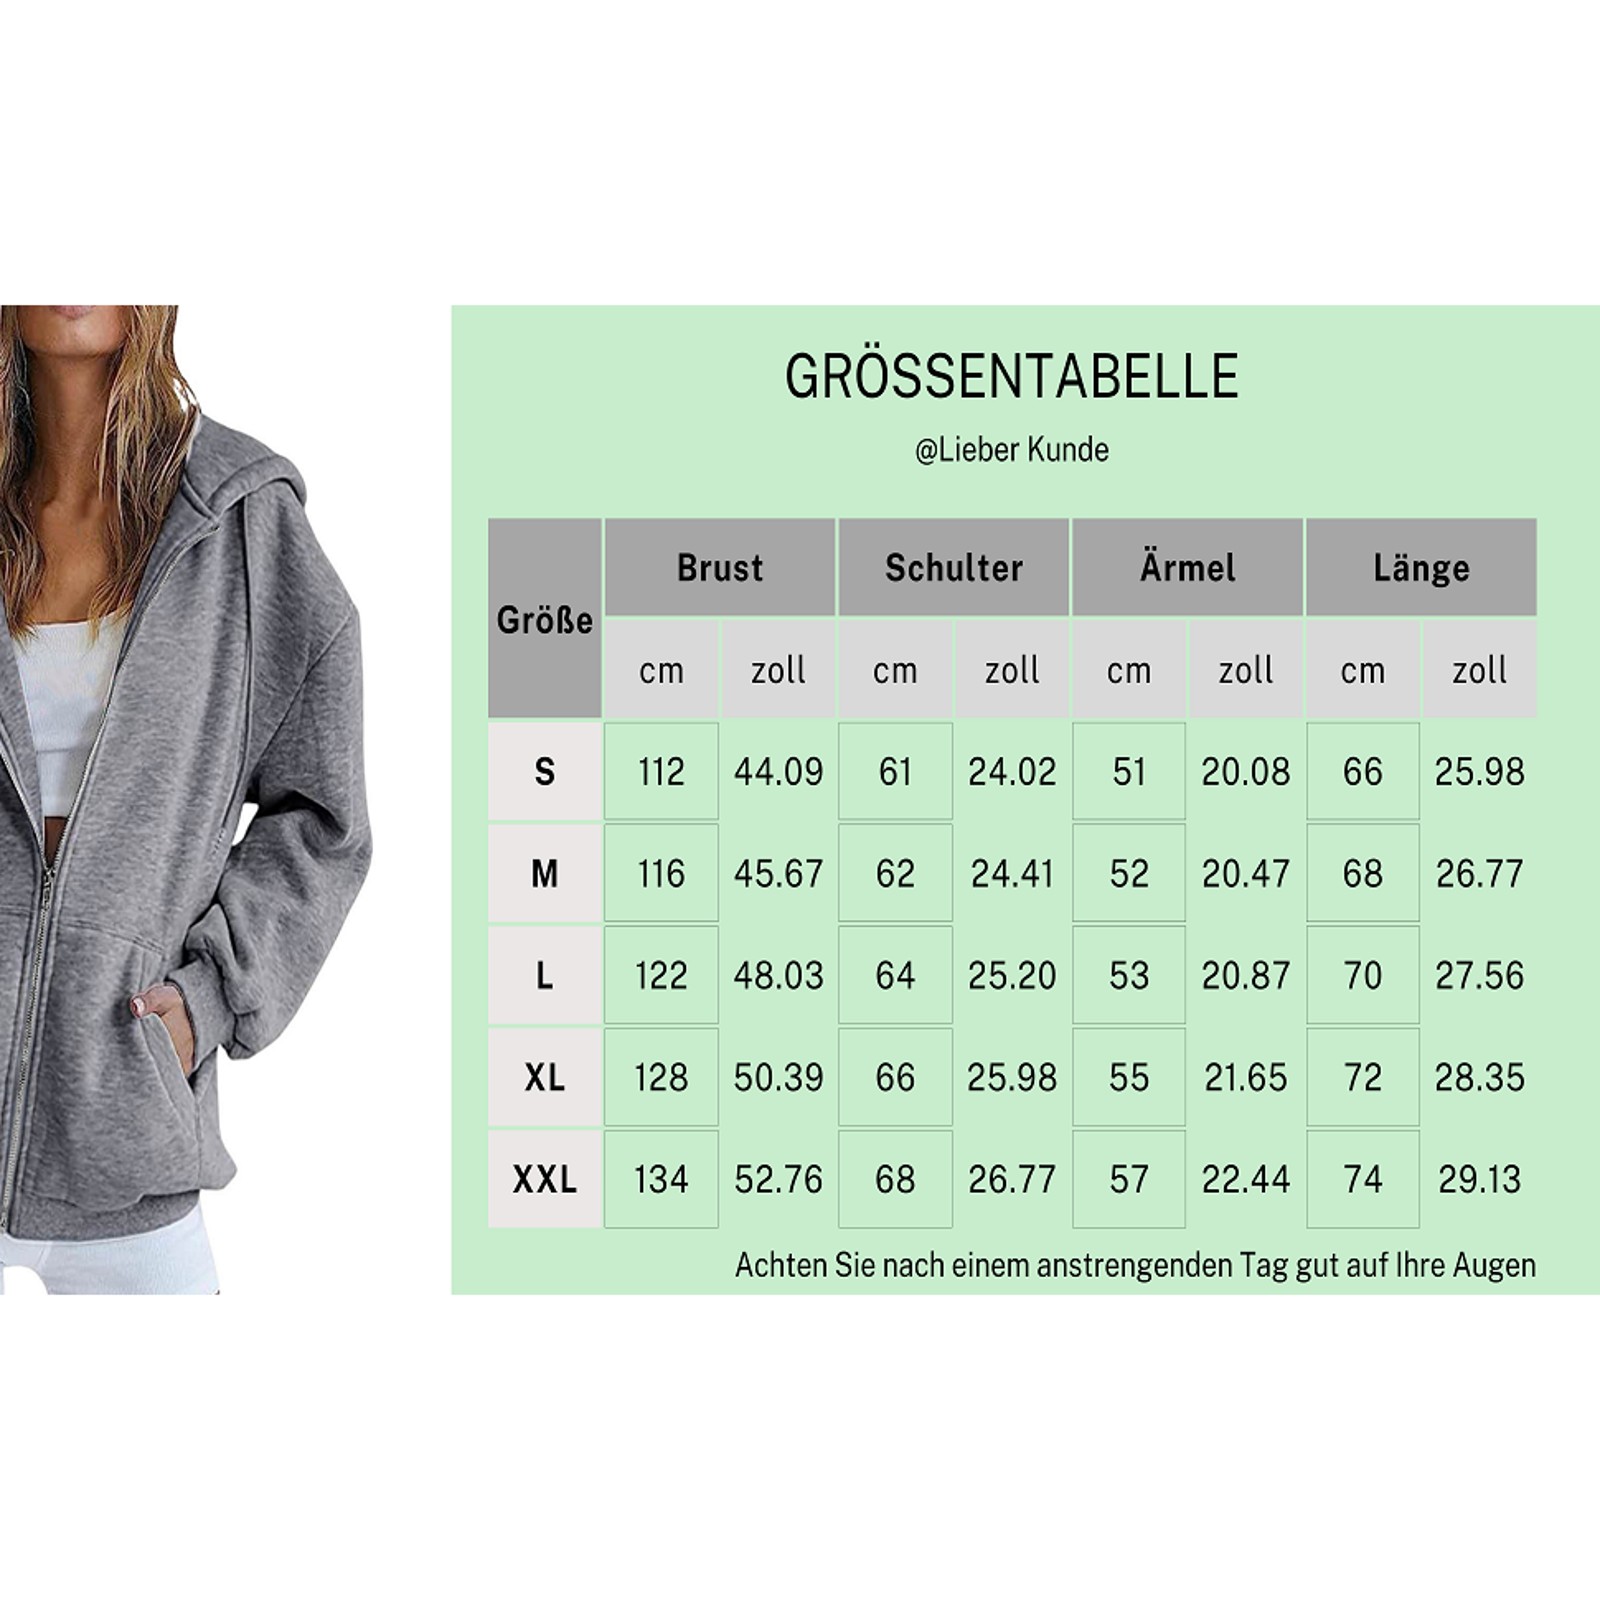 GRÖSSENTABELLE
@Lieber Kunde
Größe Brust Schulter Ärmel Länge
cm zoll cm zoll cm zoll cm zoll
S 112 44.09 61 24.02 51 20.08 66 25.98
M 116 45.67 62 24.41 52 20.47 68 26.77
L 122 48.03 64 25.20 53 20.87 70 27.56
XL 128 50.39 66 25.98 55 21.65 72 28.35
XXL 134 52.76 68 26.77 57 22.44 74 29.13
Achten Sie nach einem anstrengenden Tag gut auf Ihre Augen